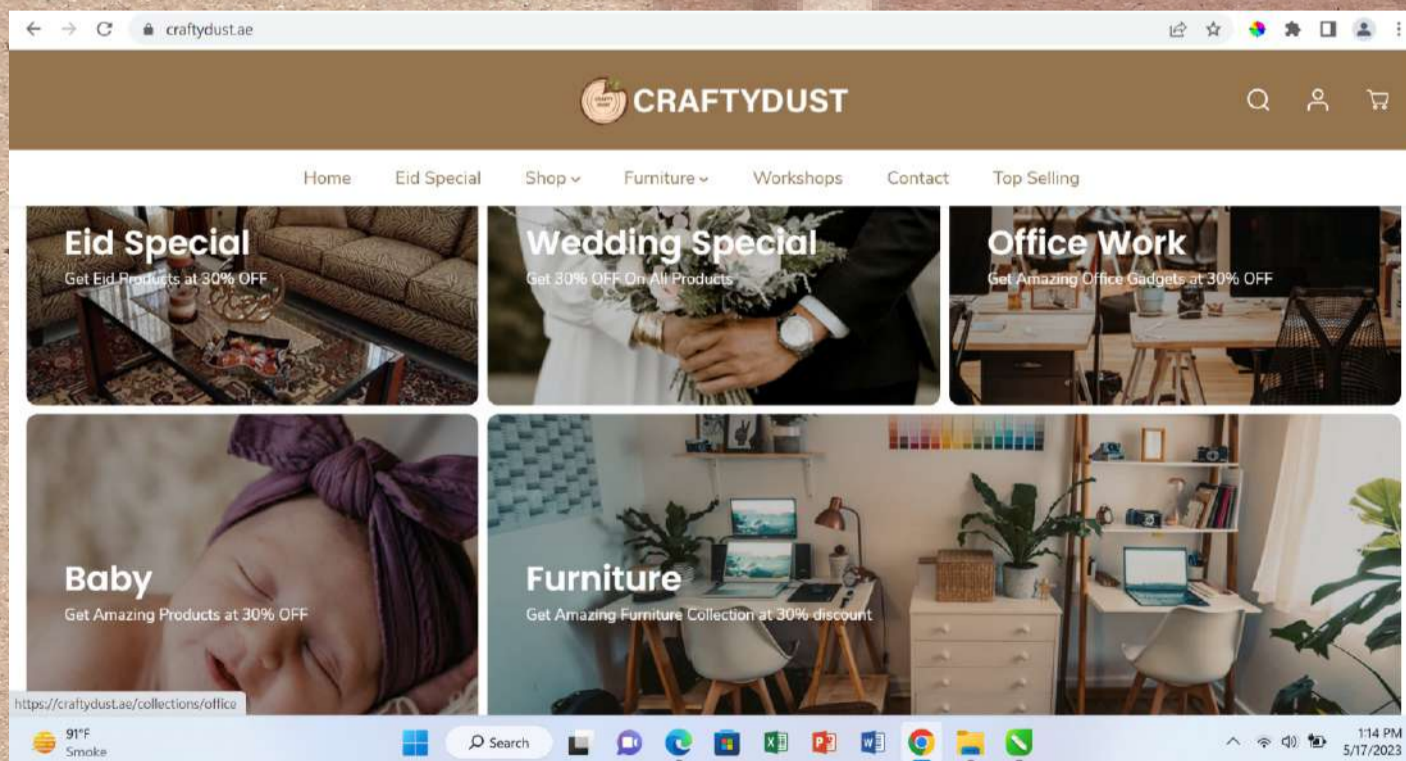 craftydust.ae
CRAFTYDUST
Home Eid Special Shop Furniture Workshops Contact Top Selling
Eid Special
Get Eid Products at 30% OFF
Wedding Special
Get 30% OFF On All Products
Office Work
Get Amazing Office Gadgets at 30% OFF
Baby
Get Amazing Products at 30% OFF
Furniture
Get Amazing Furniture Collection at 30% discount
https://craftydust.ae/collections/office
91°F
Smoke
Search
1:14 PM
5/17/2023